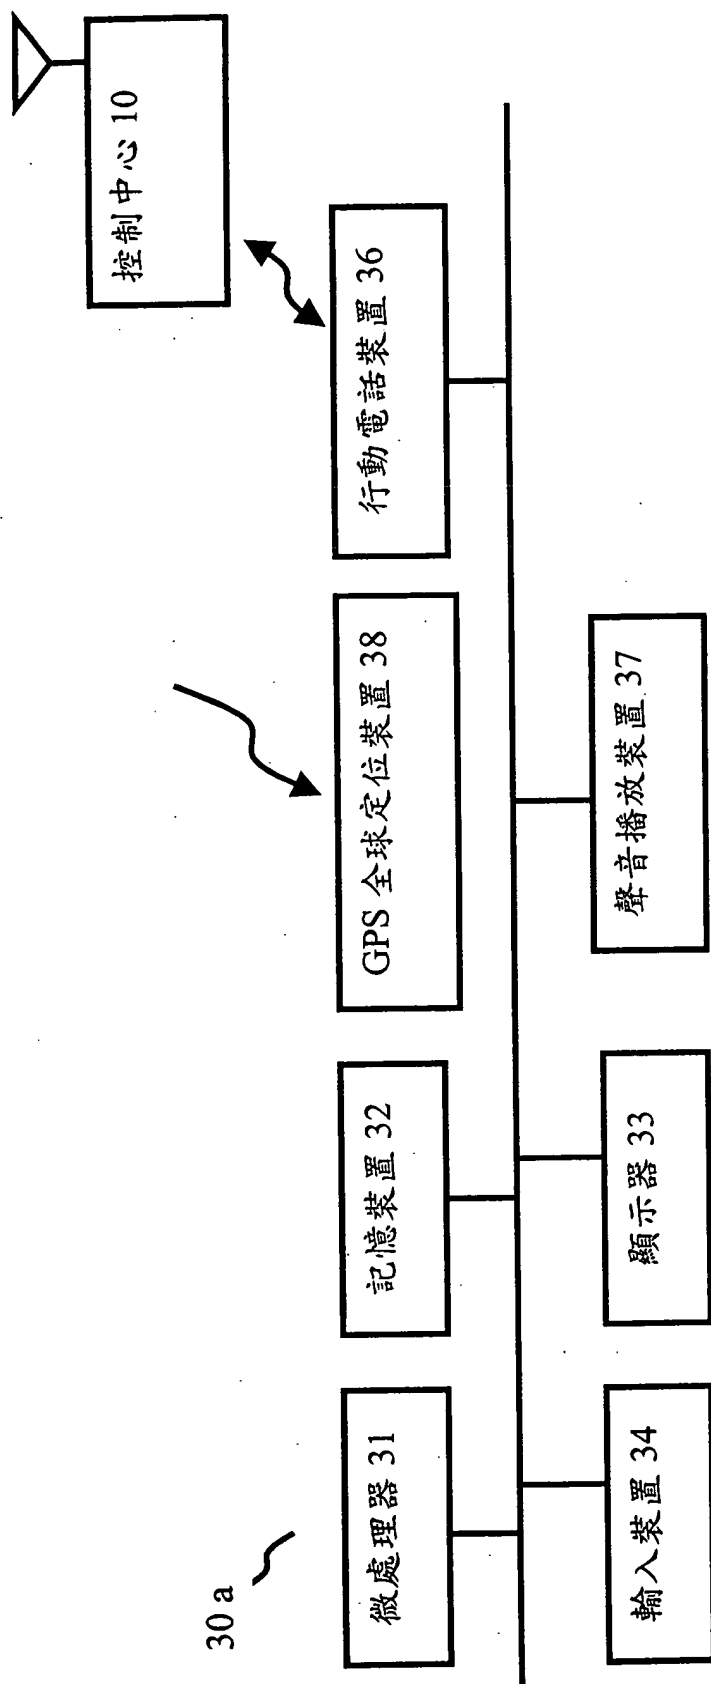 控制中心 10
行動電話裝置 36
GPS 全球定位裝置 38
記憶裝置 32
微處理器 31
30 a
聲音播放裝置 37
顯示器 33
輸入裝置 34